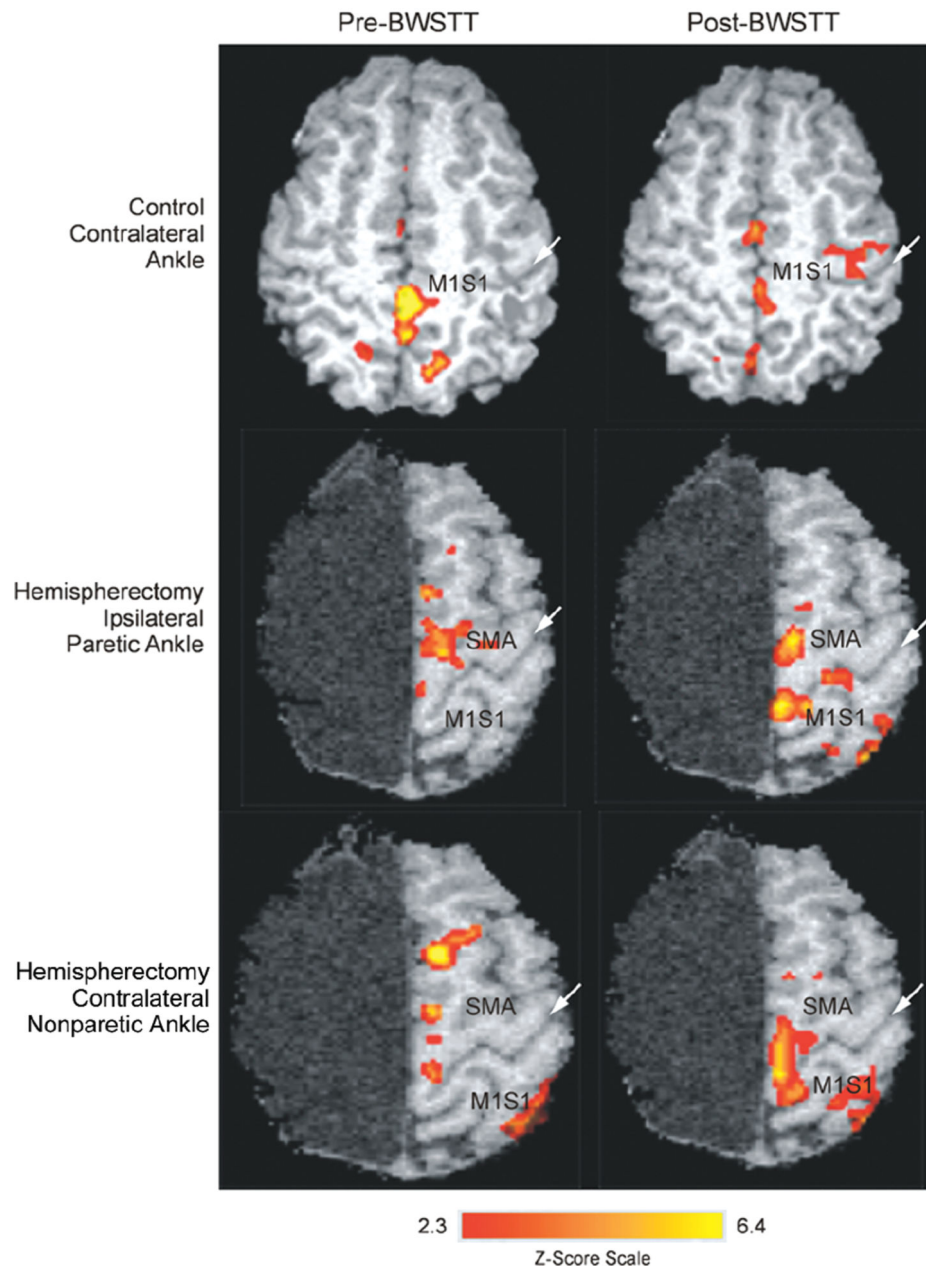 Pre-BWSTT
Post-BWSTT
Control
Contralateral
Ankle
M1S1
M1S1
Hemispherectomy
Ipsilateral
Paretic Ankle
SMA
M1S1
SMA
M1S1
Hemispherectomy
Contralateral
Nonparetic Ankle
SMA
M1S1
SMA
M1S1
2.3
6.4
Z-Score Scale